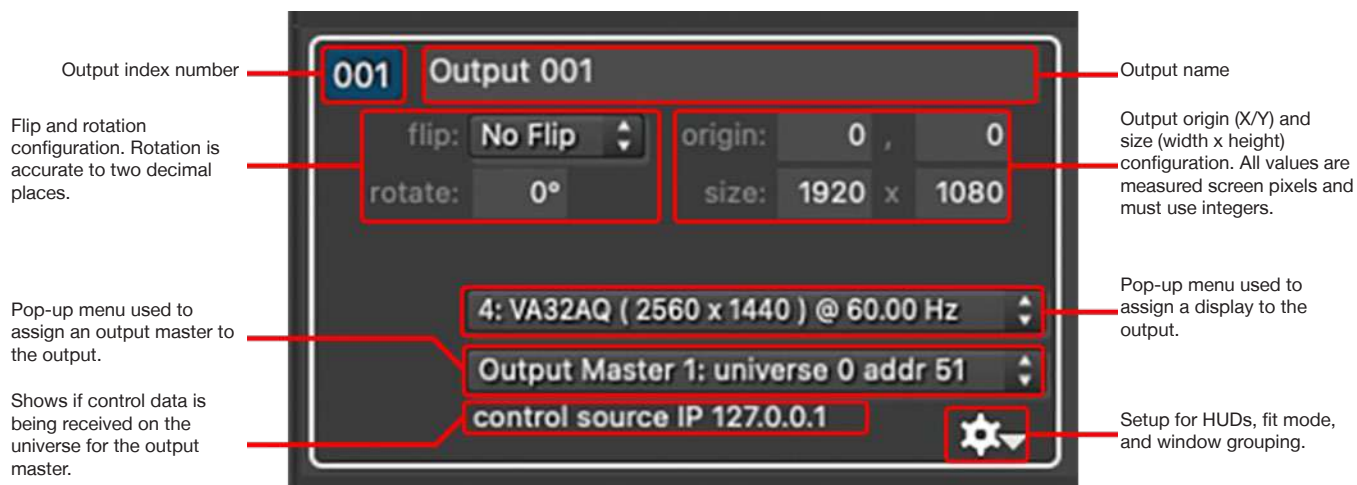 Output index number
001
Output 001
Output name
Flip and rotation
configuration. Rotation is
accurate to two decimal
places.
flip: No Flip
rotate: 0°
origin: 0 , 0
size: 1920 x 1080
Output origin (X/Y) and
size (width x height)
configuration. All values are
measured screen pixels and
must use integers.
Pop-up menu used to
assign an output master to
the output.
4: VA32AQ ( 2560 x 1440 ) @ 60.00 Hz
Pop-up menu used to
assign a display to the
output.
Output Master 1: universe 0 addr 51
Shows if control data is
being received on the
universe for the output
master.
control source IP 127.0.0.1
Setup for HUDs, fit mode,
and window grouping.